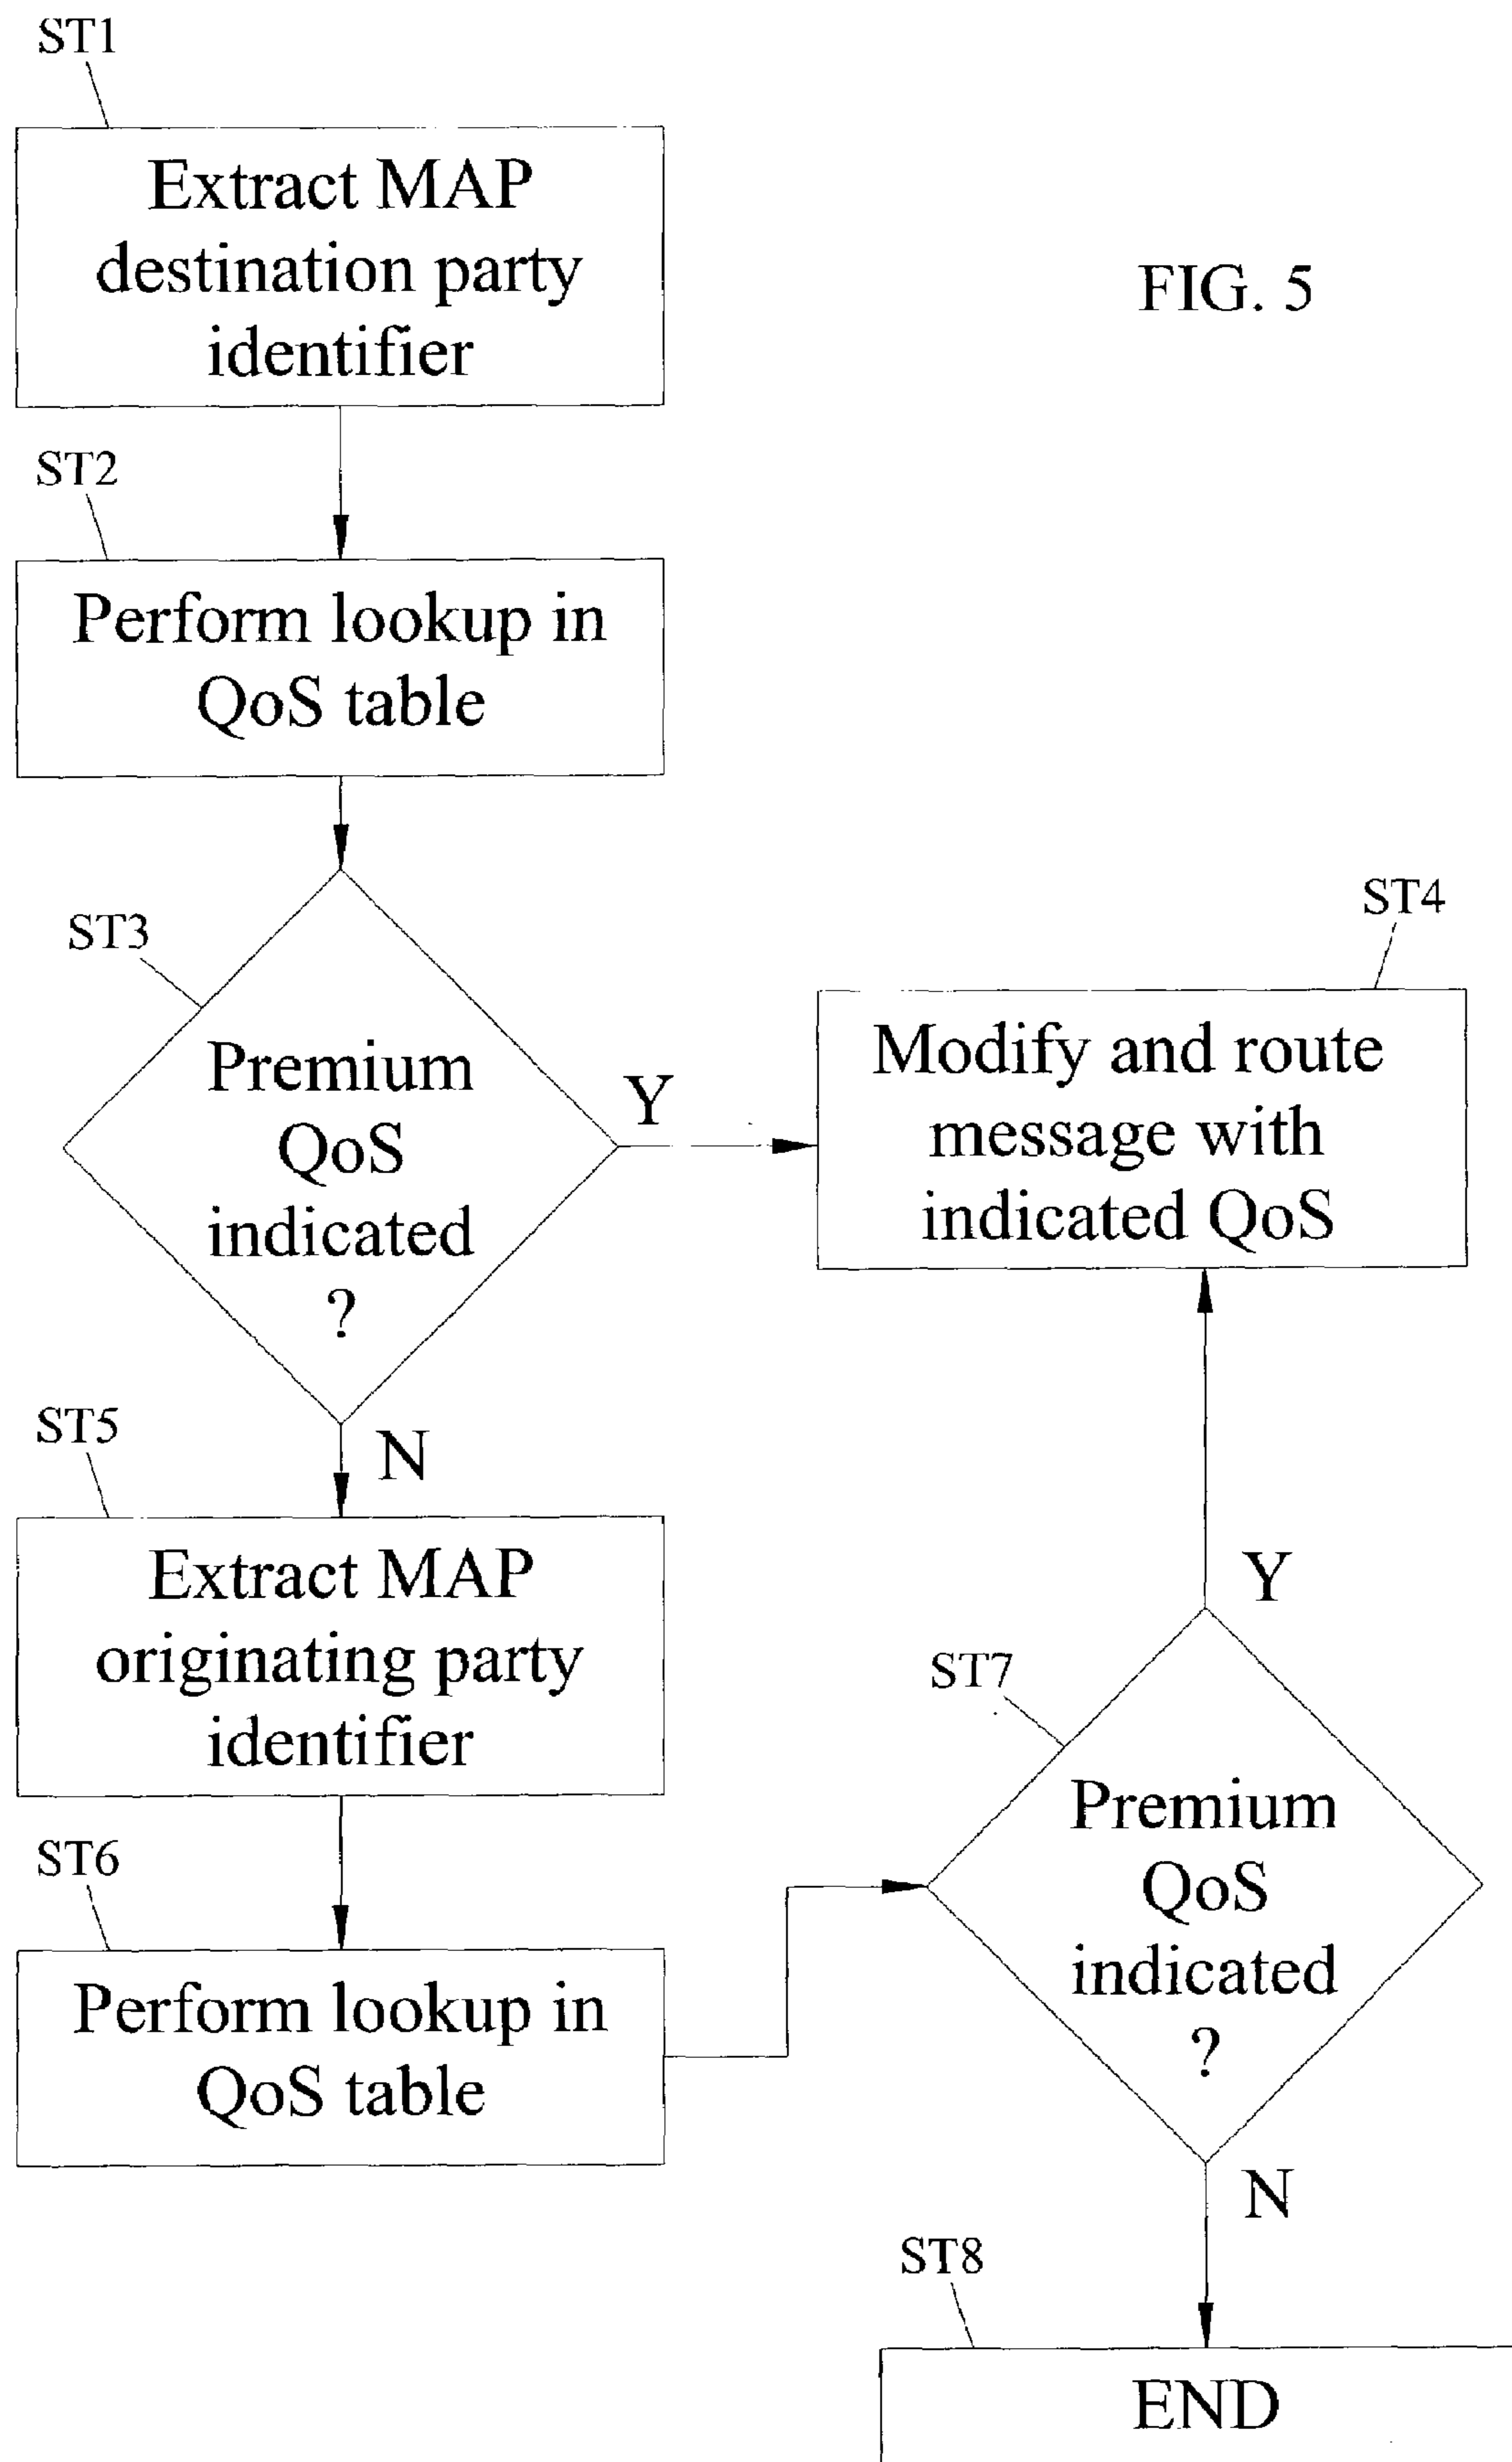 ST1
Extract MAP
destination party
identifier
FIG. 5
ST2
Perform lookup in
QoS table
ST3
Premium
QoS
indicated
?
Y
ST4
Modify and route
message with
indicated QoS
N
ST5
Extract MAP
originating party
identifier
ST6
Perform lookup in
QoS table
Y
ST7
Premium
QoS
indicated
?
N
ST8
END